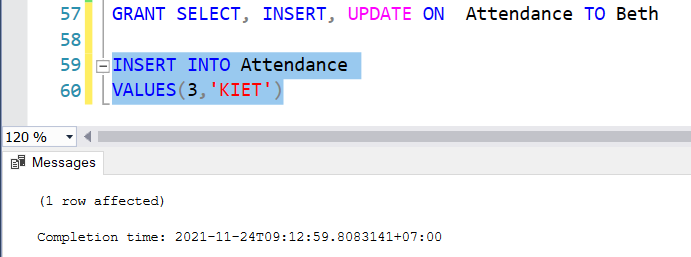 57 GRANT SELECT, INSERT, UPDATE ON  Attendance TO Beth
58
59 INSERT INTO Attendance
60 VALUES(3,'KIET')
120 %
Messages
(1 row affected)
Completion time: 2021-11-24T09:12:59.8083141+07:00